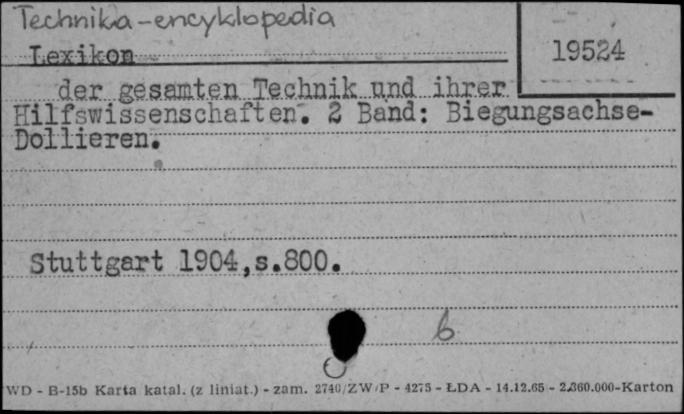 Technika-encyklopedia
Lexikon
19524
der gesamten Technik und ihrer
Hilfswissenschaften. 2 Band: Biegungsachse-
Dollieren.
Stuttgart 1904,s.800.
b
WD - B-15b Karta katal. (z liniat.) - zam. 2740/ZW/P - 4275 - ŁDA - 14.12.65 - 2.360.000-Karton